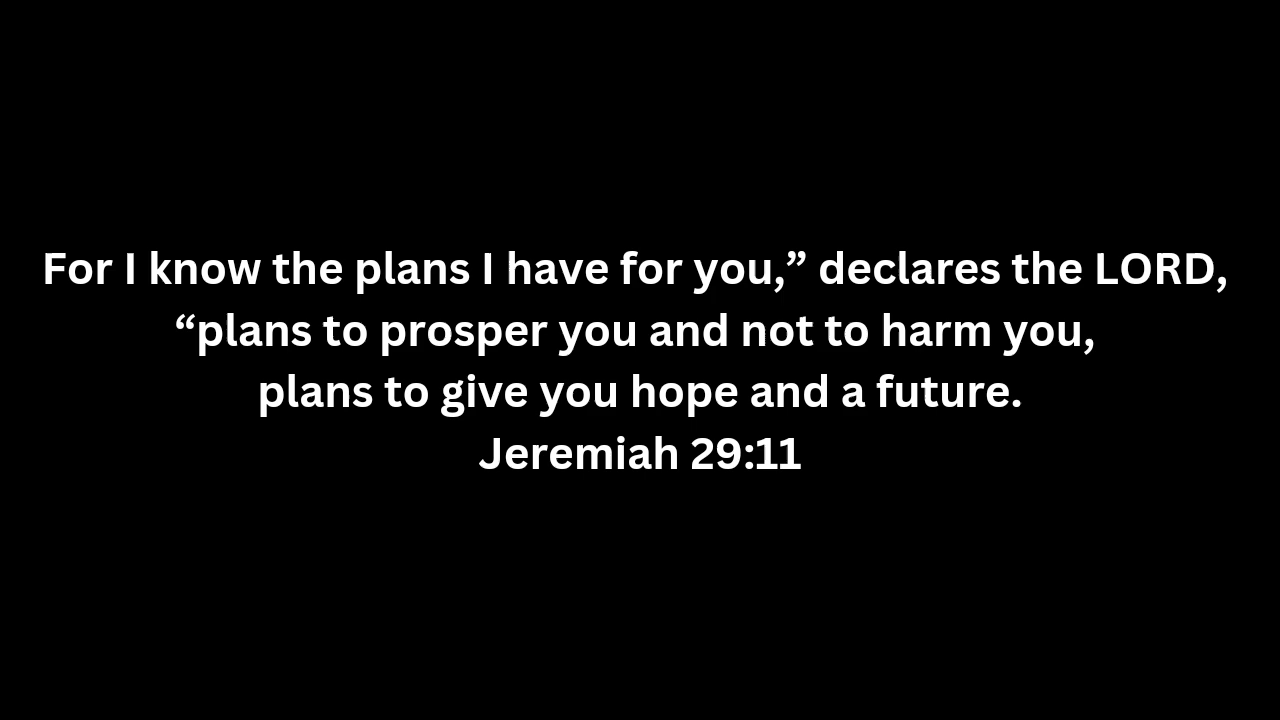 For I know the plans I have for you,” declares the LORD,
“plans to prosper you and not to harm you,
plans to give you hope and a future.
Jeremiah 29:11